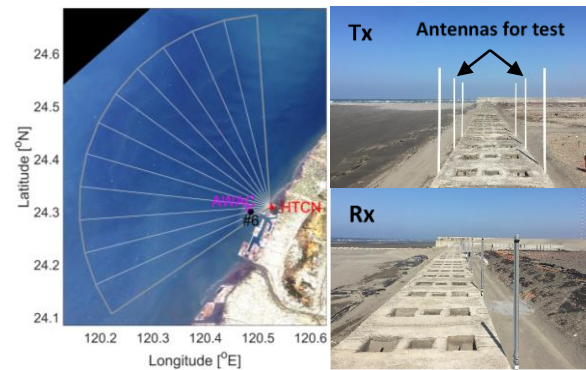 24.6
24.5
24.4
24.3
24.2
24.1
Latitude [°N]
AWAC
#6
HTCN
120.2 120.3 120.4 120.5 120.6
Longitude [°E]
Tx
Antennas for test
Rx